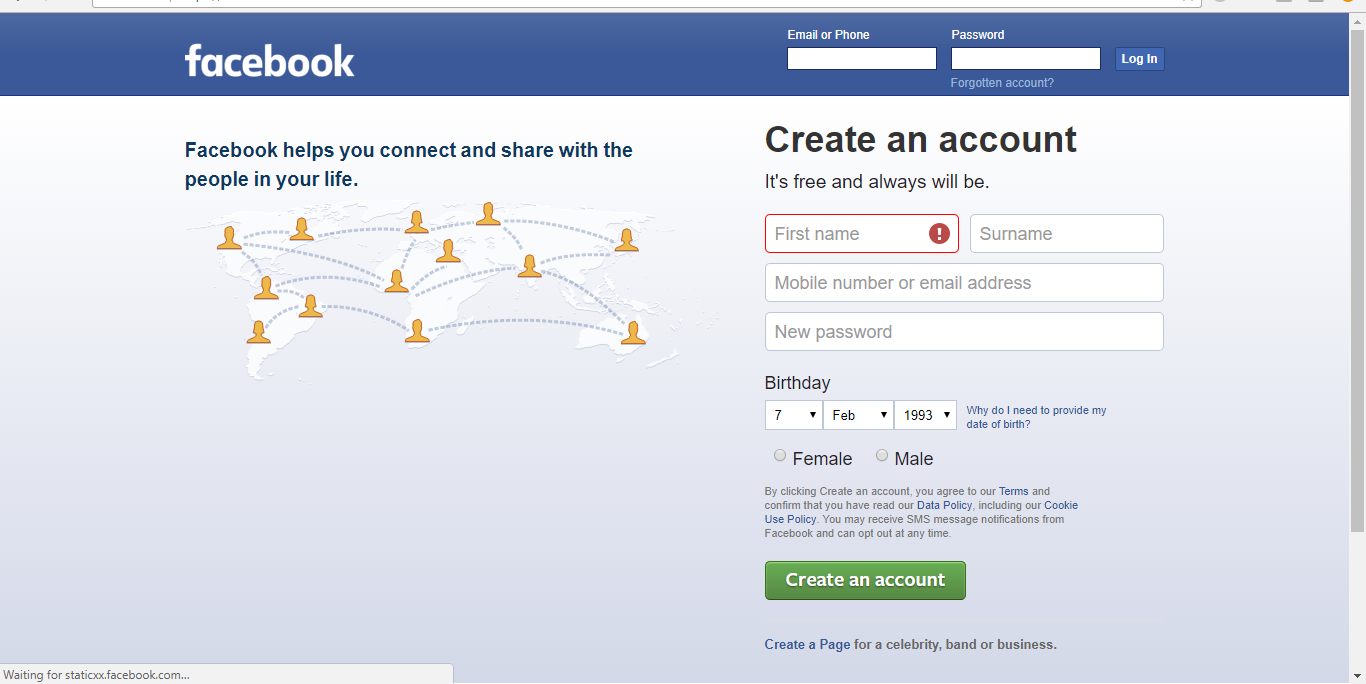 facebook
Email or Phone
Password
Log In
Forgotten account?
Facebook helps you connect and share with the
people in your life.
Create an account
It's free and always will be.
First name
Surname
Mobile number or email address
New password
Birthday
7
Feb
1993
Why do I need to provide my
date of birth?
Female
Male
By clicking Create an account, you agree to our Terms and
confirm that you have read our Data Policy, including our Cookie
Use Policy. You may receive SMS message notifications from
Facebook and can opt out at any time.
Create an account
Create a Page for a celebrity, band or business.
Waiting for staticxx.facebook.com...